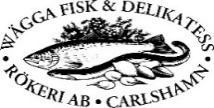 WÄGGA FISK & DELIKATESS
• RÖKERI AB • CARLSHAMN •